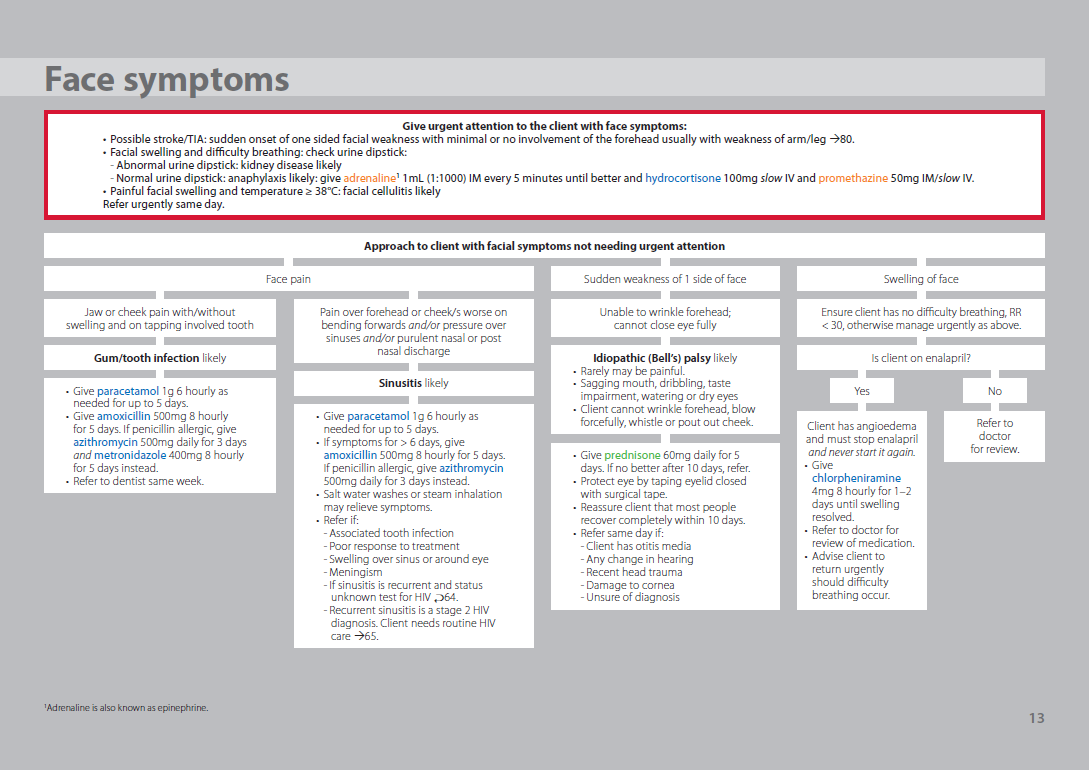 Face symptoms
Give urgent attention to the client with face symptoms:
• Possible stroke/TIA: sudden onset of one sided facial weakness with minimal or no involvement of the forehead usually with weakness of arm/leg →80.
• Facial swelling and difficulty breathing: check urine dipstick:
- Abnormal urine dipstick: kidney disease likely
- Normal urine dipstick: anaphylaxis likely: give adrenaline¹ 1mL (1:1000) IM every 5 minutes until better and hydrocortisone 100mg slow IV and promethazine 50mg IM/slow IV.
• Painful facial swelling and temperature ≥ 38°C: facial cellulitis likely
Refer urgently same day.
Approach to client with facial symptoms not needing urgent attention
Face pain
Jaw or cheek pain with/without
swelling and on tapping involved tooth
Gum/tooth infection likely
• Give paracetamol 1g 6 hourly as
needed for up to 5 days.
• Give amoxicillin 500mg 8 hourly
for 5 days. If penicillin allergic, give
azithromycin 500mg daily for 3 days
and metronidazole 400mg 8 hourly
for 5 days instead.
• Refer to dentist same week.
Pain over forehead or cheek/s worse on
bending forwards and/or pressure over
sinuses and/or purulent nasal or post
nasal discharge
Sinusitis likely
• Give paracetamol 1g 6 hourly as
needed for up to 5 days.
• If symptoms for > 6 days, give
amoxicillin 500mg 8 hourly for 5 days.
If penicillin allergic, give azithromycin
500mg daily for 3 days instead.
• Salt water washes or steam inhalation
may relieve symptoms.
• Refer if:
- Associated tooth infection
- Poor response to treatment
- Swelling over sinus or around eye
- Meningism
- If sinusitis is recurrent and status
unknown test for HIV ⮌64.
- Recurrent sinusitis is a stage 2 HIV
diagnosis. Client needs routine HIV
care →65.
Sudden weakness of 1 side of face
Unable to wrinkle forehead;
cannot close eye fully
Idiopathic (Bell's) palsy likely
• Rarely may be painful.
• Sagging mouth, dribbling, taste
impairment, watering or dry eyes
• Client cannot wrinkle forehead, blow
forcefully, whistle or pout out cheek.
• Give prednisone 60mg daily for 5
days. If no better after 10 days, refer.
• Protect eye by taping eyelid closed
with surgical tape.
• Reassure client that most people
recover completely within 10 days.
• Refer same day if:
- Client has otitis media
- Any change in hearing
- Recent head trauma
- Damage to cornea
- Unsure of diagnosis
Swelling of face
Ensure client has no difficulty breathing, RR
< 30, otherwise manage urgently as above.
Is client on enalapril?
Yes
Client has angioedema
and must stop enalapril
and never start it again.
• Give
chlorpheniramine
4mg 8 hourly for 1–2
days until swelling
resolved.
• Refer to doctor for
review of medication.
• Advise client to
return urgently
should difficulty
breathing occur.
No
Refer to
doctor
for review.
¹Adrenaline is also known as epinephrine.
13